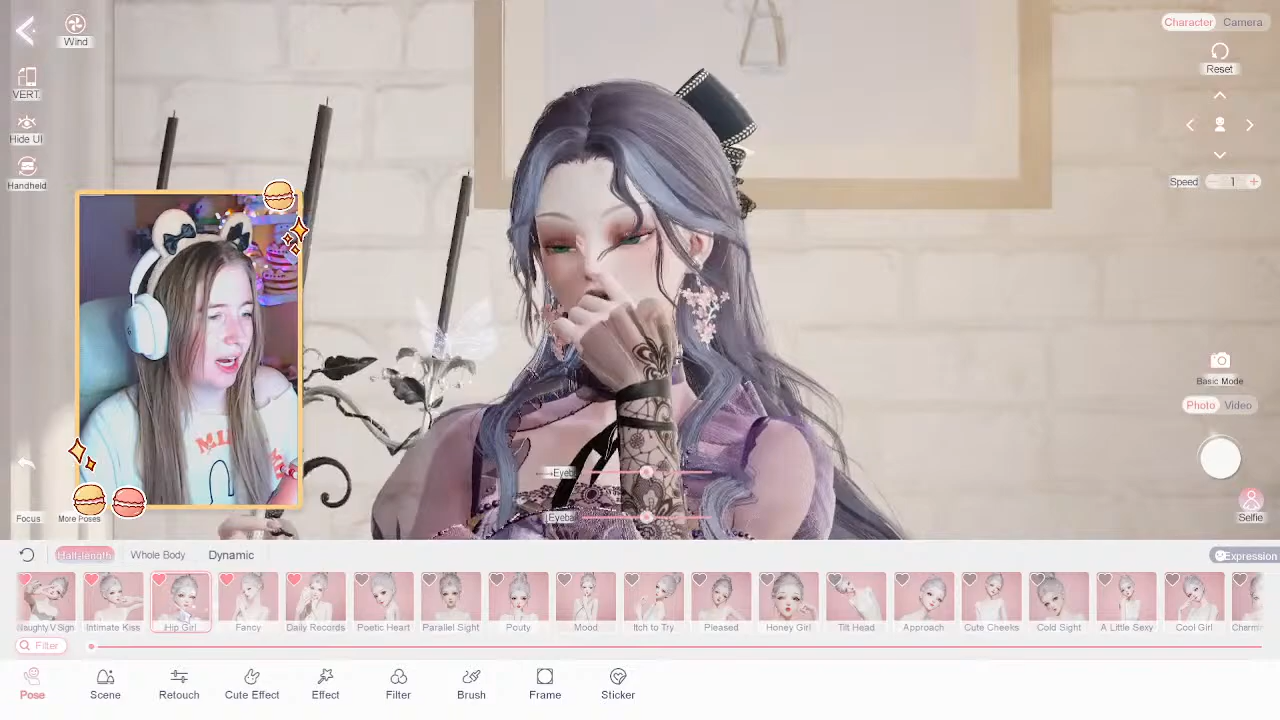 Wind
Character Camera
Reset
VERT.
Hide UI
Handheld
Speed 1
Basic Mode
Photo Video
Selfie
Focus
More Poses
Half-length Whole Body Dynamic
Expression
Naughty V Sign Intimate Kiss Hip Girl Fancy Daily Records Poetic Heart Parallel Sight Pouty Mood Itch to Try Pleased Honey Girl Tilt Head Approach Cute Cheeks Cold Sight A Little Sexy Cool Girl
Filter
Pose Scene Retouch Cute Effect Effect Filter Brush Frame Sticker